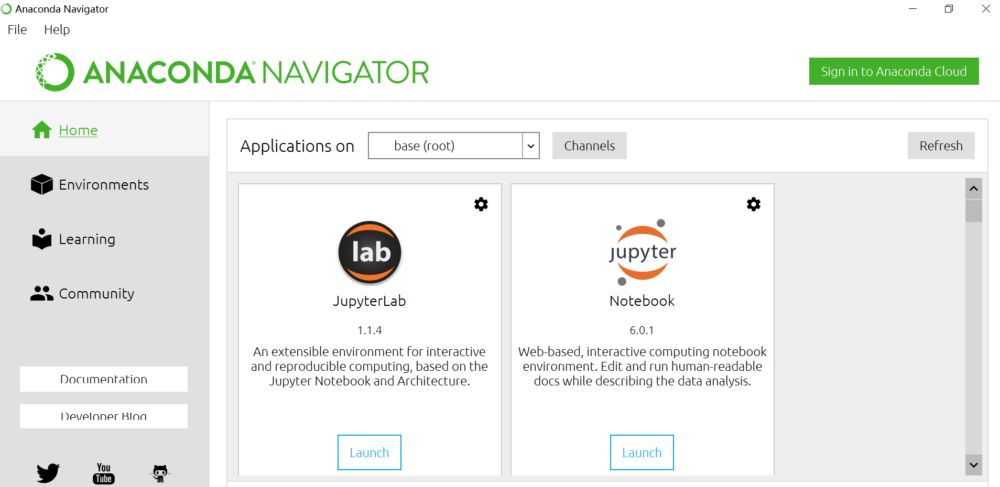 Anaconda Navigator
File Help
ANACONDA® NAVIGATOR
Sign in to Anaconda Cloud
Home
Environments
Learning
Community
Documentation
Developer Blog
You
Tube
Applications on base (root) Channels Refresh
lab
JupyterLab
1.1.4
An extensible environment for interactive
and reproducible computing, based on the
Jupyter Notebook and Architecture.
Launch
jupyter
Notebook
6.0.1
Web-based, interactive computing notebook
environment. Edit and run human-readable
docs while describing the data analysis.
Launch